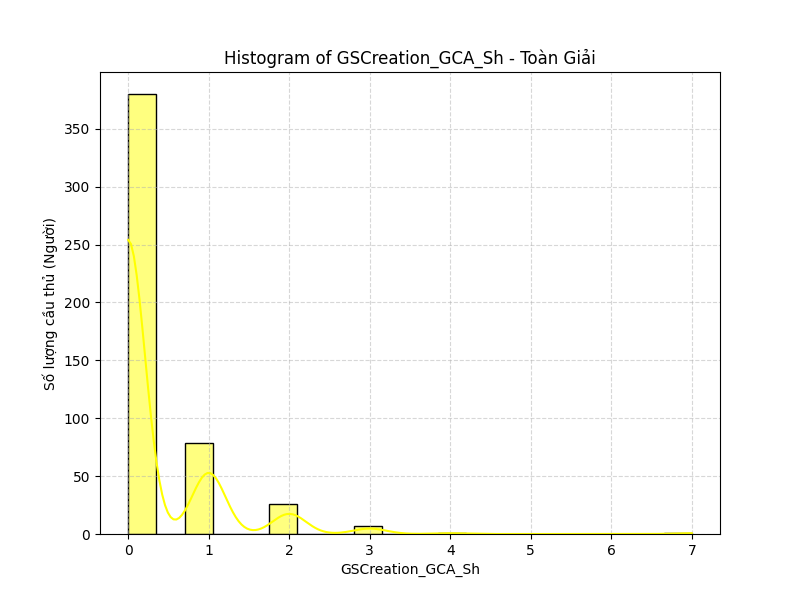 Histogram of GSCreation_GCA_Sh - Toàn Giải
350
300
250
200
150
100
50
0
Số lượng cầu thủ (Người)
0 1 2 3 4 5 6 7
GSCreation_GCA_Sh